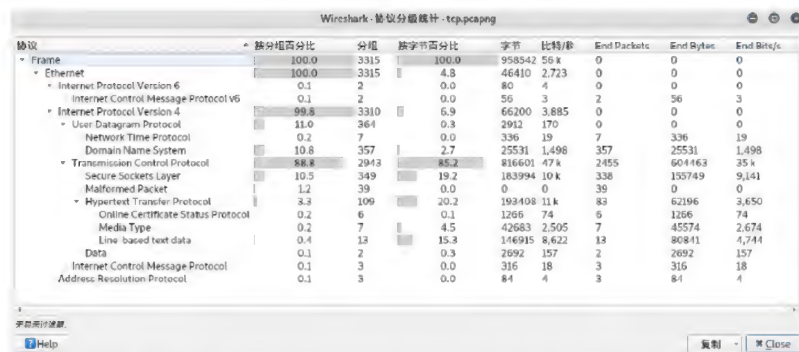 Wireshark - 协议分级统计 - tcp.pcapng
协议 按分组百分比 分组 按字节百分比 字节 比特/秒 End Packets End Bytes End Bits/s
Frame 100.0 3315 100.0 958542 56 k 0 0 0
Ethernet 100.0 3315 4.8 46410 2,723 0 0 0
Internet Protocol Version 6 0.1 2 0.0 80 4 0 0 0
Internet Control Message Protocol v6 0.1 2 0.0 56 3 2 56 3
Internet Protocol Version 4 99.8 3310 6.9 66200 3,885 0 0 0
User Datagram Protocol 11.0 364 0.3 2912 170 0 0 0
Network Time Protocol 0.2 7 0.0 336 19 7 336 19
Domain Name System 10.8 357 2.7 25531 1,498 357 25531 1,498
Transmission Control Protocol 88.8 2943 85.2 816601 47 k 2455 604463 35 k
Secure Sockets Layer 10.5 349 19.2 183994 10 k 338 155749 9,141
Malformed Packet 1.2 39 0.0 0 0 39 0 0
Hypertext Transfer Protocol 3.3 109 20.2 193408 11 k 83 62196 3,650
Online Certificate Status Protocol 0.2 6 0.1 1266 74 6 1266 74
Media Type 0.2 7 4.5 42683 2,505 7 45574 2,674
Line-based text data 0.4 13 15.3 146915 8,622 13 80841 4,744
Data 0.1 2 0.3 2692 157 2 2692 157
Internet Control Message Protocol 0.1 3 0.0 316 18 3 316 18
Address Resolution Protocol 0.1 3 0.0 84 4 3 84 4
无显示过滤器.
Help 复制 Close